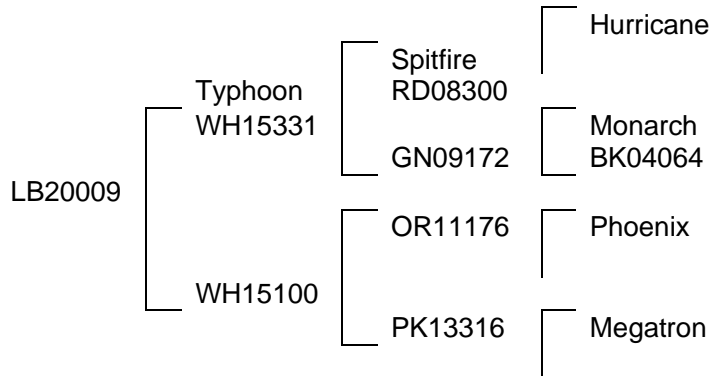 Hurricane
Spitfire
RD08300
Typhoon
WH15331
Monarch
BK04064
GN09172
LB20009
OR11176
Phoenix
WH15100
PK13316
Megatron